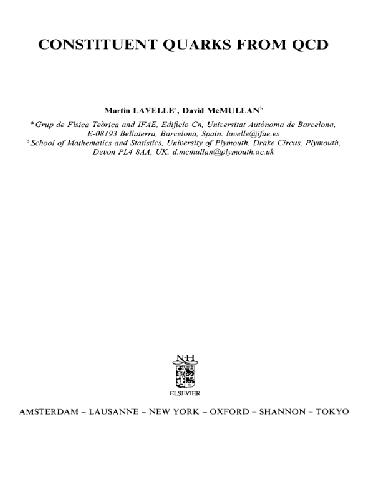 CONSTITUENT QUARKS FROM QCD
Martin LAVELLEᵃ, David McMULLANᵇ
ᵃ Grup de Física Teòrica and IFAE, Edificio Cn, Universitat Autònoma de Barcelona,
E-08193 Bellaterra, Barcelona, Spain. lavelle@ifae.es
ᵇ School of Mathematics and Statistics, University of Plymouth, Drake Circus, Plymouth,
Devon PL4 8AA, UK. d.mcmullan@plymouth.ac.uk
NH
ELSEVIER
AMSTERDAM – LAUSANNE – NEW YORK – OXFORD – SHANNON – TOKYO